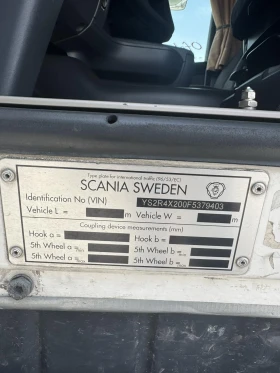 Type plate for international traffic (96/53/EC)
SCANIA SWEDEN
Identification No (VIN) YS2R4X200F5379403
Vehicle L = m Vehicle W = m
Coupling device measurements (mm)
Hook a = Hook b =
5th Wheel a = 5th Wheel b =
5th Wheel a = 5th Wheel b =